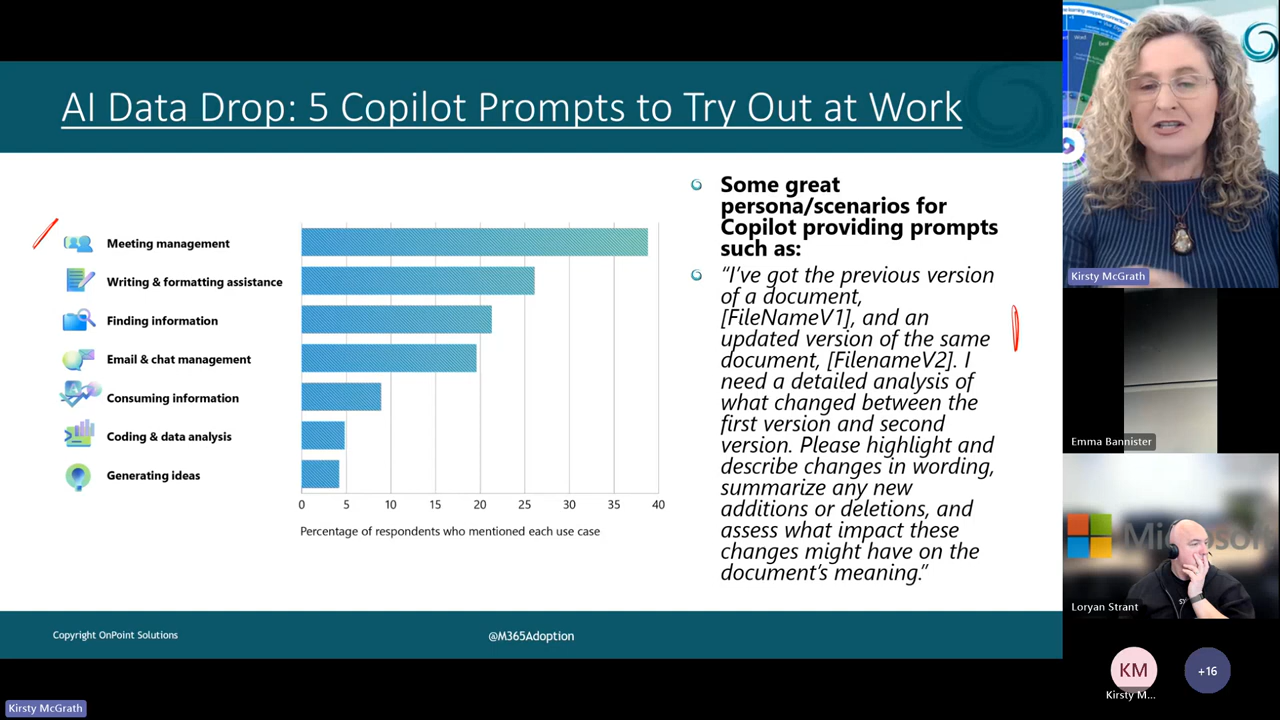 AI Data Drop: 5 Copilot Prompts to Try Out at Work
Meeting management
Writing & formatting assistance
Finding information
Email & chat management
Consuming information
Coding & data analysis
Generating ideas
0 5 10 15 20 25 30 35 40
Percentage of respondents who mentioned each use case
Some great
persona/scenarios for
Copilot providing prompts
such as:
“I’ve got the previous version
of a document,
[FileNameV1], and an
updated version of the same
document, [FilenameV2]. I
need a detailed analysis of
what changed between the
first version and second
version. Please highlight and
describe changes in wording,
summarize any new
additions or deletions, and
assess what impact these
changes might have on the
document’s meaning.”
Copyright OnPoint Solutions
@M365Adoption
Kirsty McGrath
Kirsty McGrath
Emma Bannister
Microsoft
Loryan Strant
KM
Kirsty M...
+16